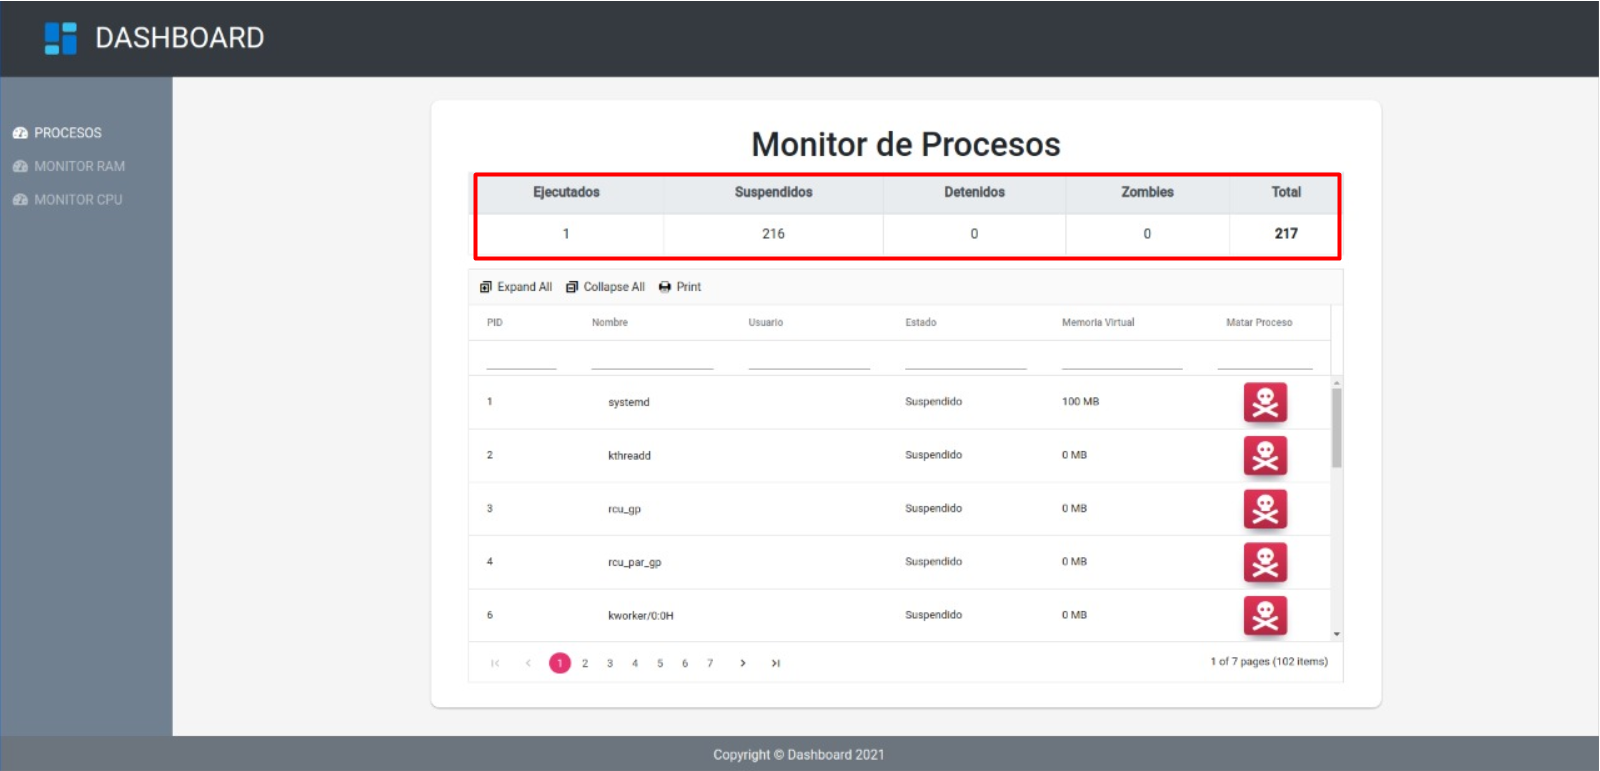 DASHBOARD
PROCESOS
MONITOR RAM
MONITOR CPU
Monitor de Procesos
Ejecutados Suspendidos Detenidos Zombies Total
1 216 0 0 217
Expand All Collapse All Print
PID Nombre Usuario Estado Memoria Virtual Matar Proceso
1 systemd Suspendido 100 MB
2 kthreadd Suspendido 0 MB
3 rcu_gp Suspendido 0 MB
4 rcu_par_gp Suspendido 0 MB
6 kworker/0:0H Suspendido 0 MB
1 2 3 4 5 6 7 1 of 7 pages (102 items)
Copyright © Dashboard 2021